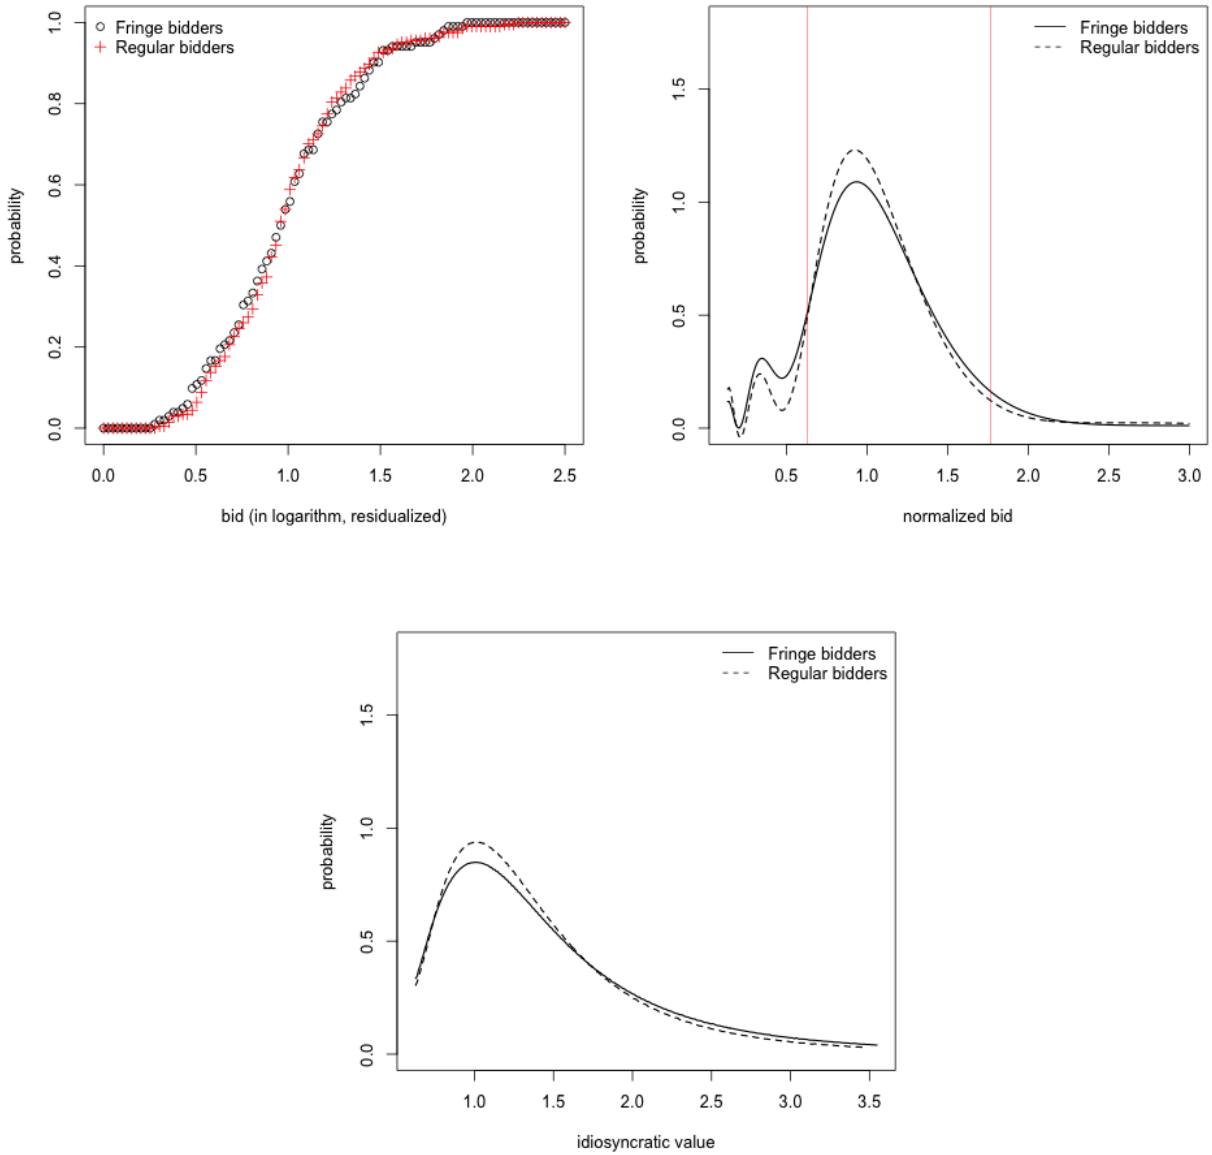 Fringe bidders
Regular bidders
probability
0.0 0.2 0.4 0.6 0.8 1.0
0.0 0.5 1.0 1.5 2.0 2.5
bid (in logarithm, residualized)
Fringe bidders
Regular bidders
probability
0.0 0.5 1.0 1.5
0.5 1.0 1.5 2.0 2.5 3.0
normalized bid
Fringe bidders
Regular bidders
probability
0.0 0.5 1.0 1.5
1.0 1.5 2.0 2.5 3.0 3.5
idiosyncratic value